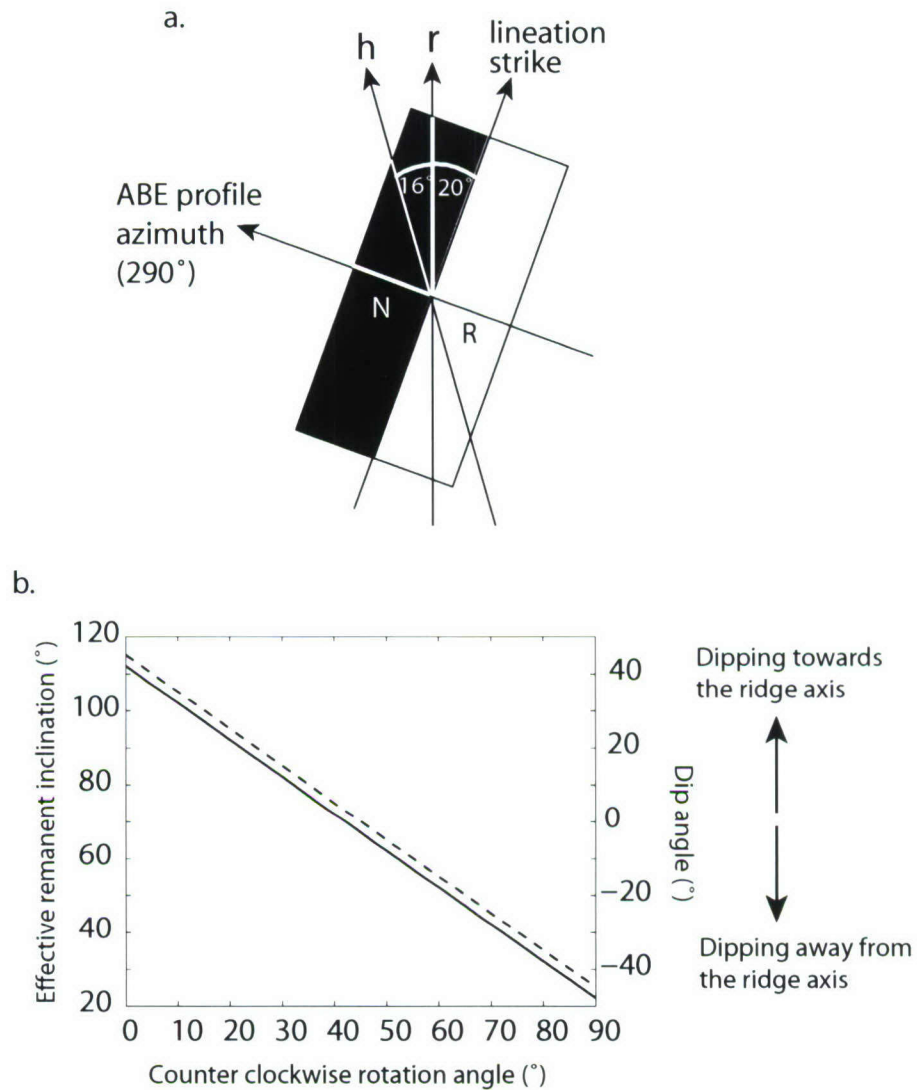 a.
h
r
lineation
strike
16° 20°
ABE profile
azimuth
(290˚)
N
R
b.
Effective remanent inclination (˚)
120
100
80
60
40
20
0 10 20 30 40 50 60 70 80 90
Counter clockwise rotation angle (˚)
40
20
0
−20
−40
Dip angle (˚)
Dipping towards
the ridge axis
Dipping away from
the ridge axis